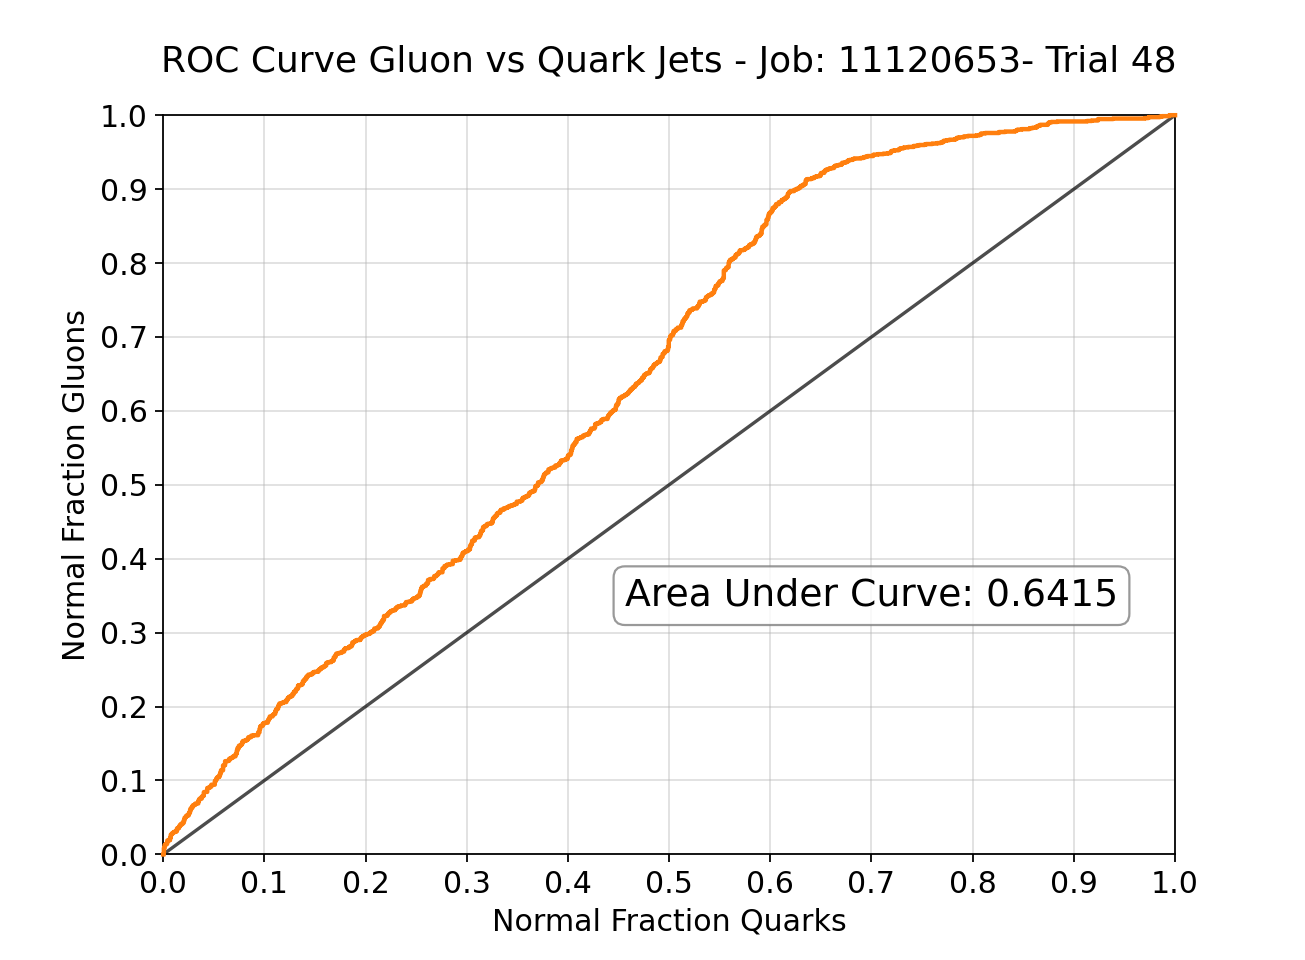 ROC Curve Gluon vs Quark Jets - Job: 11120653- Trial 48
1.0
0.9
0.8
0.7
0.6
0.5
0.4
0.3
0.2
0.1
0.0
Normal Fraction Gluons
Area Under Curve: 0.6415
0.0 0.1 0.2 0.3 0.4 0.5 0.6 0.7 0.8 0.9 1.0
Normal Fraction Quarks